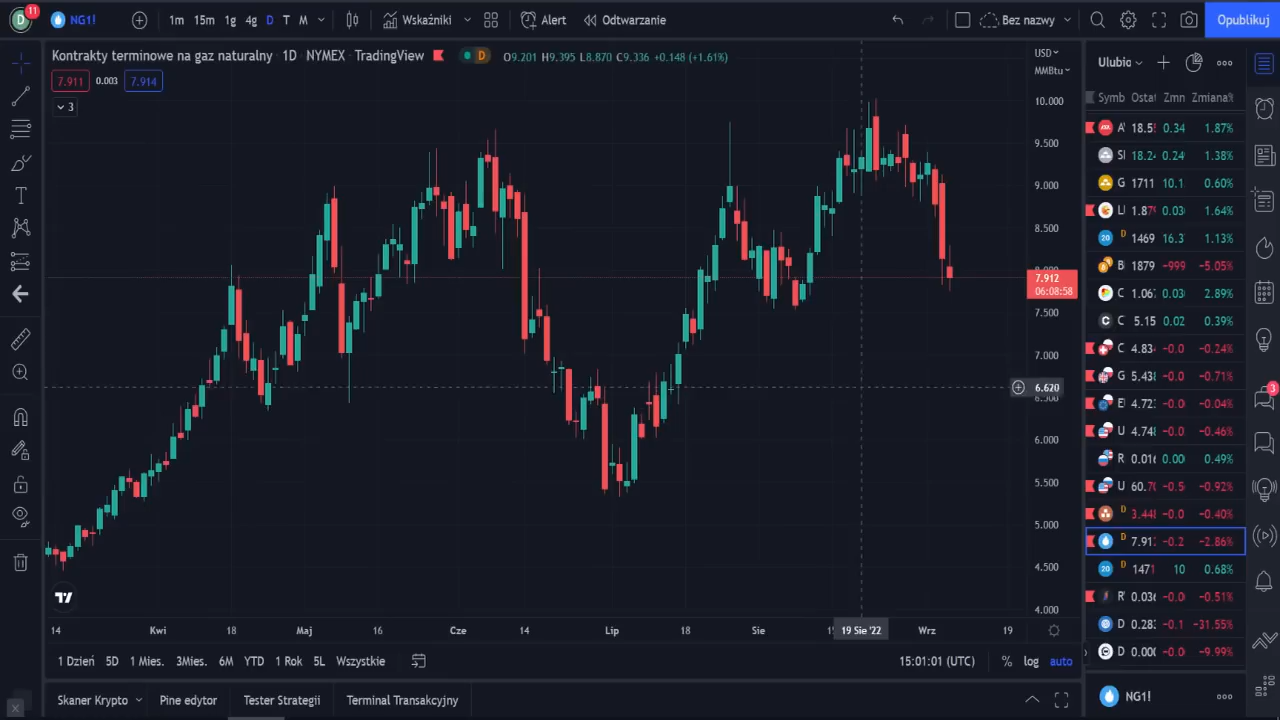 D 11 NG1! 1m 15m 1g 4g D T M Wskaźniki Alert Odtwarzanie Bez nazwy Opublikuj
Kontrakty terminowe na gaz naturalny · 1D · NYMEX · TradingView D O9.201 H9.395 L8.870 C9.336 +0.148 (+1.61%)
7.911 0.003 7.914
3
USD
MMBtu
10.000
9.500
9.000
8.500
8.000
7.912
06:08:58
7.500
7.000
6.620
6.500
6.000
5.500
5.000
4.500
4.000
14 Kwi 18 Maj 16 Cze 14 Lip 18 Sie 19 Sie '22 Wrz 19
1 Dzień 5D 1 Mies. 3Mies. 6M YTD 1 Rok 5L Wszystkie 15:01:01 (UTC) % log auto
Skaner Krypto Pine edytor Tester Strategii Terminal Transakcyjny
Ulubio
Symb Osta Zmn Zmiana%
18.5 0.34 1.87%
18.24 0.24 1.38%
G 1711 10.1 0.60%
1.87 0.03 1.64%
20 D 1469 16.3 1.13%
1879 -999 -5.05%
C 1.06 0.03 2.89%
C 5.15 0.02 0.39%
C 4.83 -0.0 -0.24%
G 5.43 -0.0 -0.71%
4.72 -0.0 -0.04%
U 4.74 -0.0 -0.46%
R 0.01 0.00 0.49%
U 60.7 -0.5 -0.92%
D 3.44 -0.0 -0.40%
D 7.91 -0.2 -2.86%
20 D 1471 10 0.68%
0.03 -0.0 -0.51%
D 0.28 -0.1 -31.55%
D 0.00 -0.0 -9.99%
NG1!
3